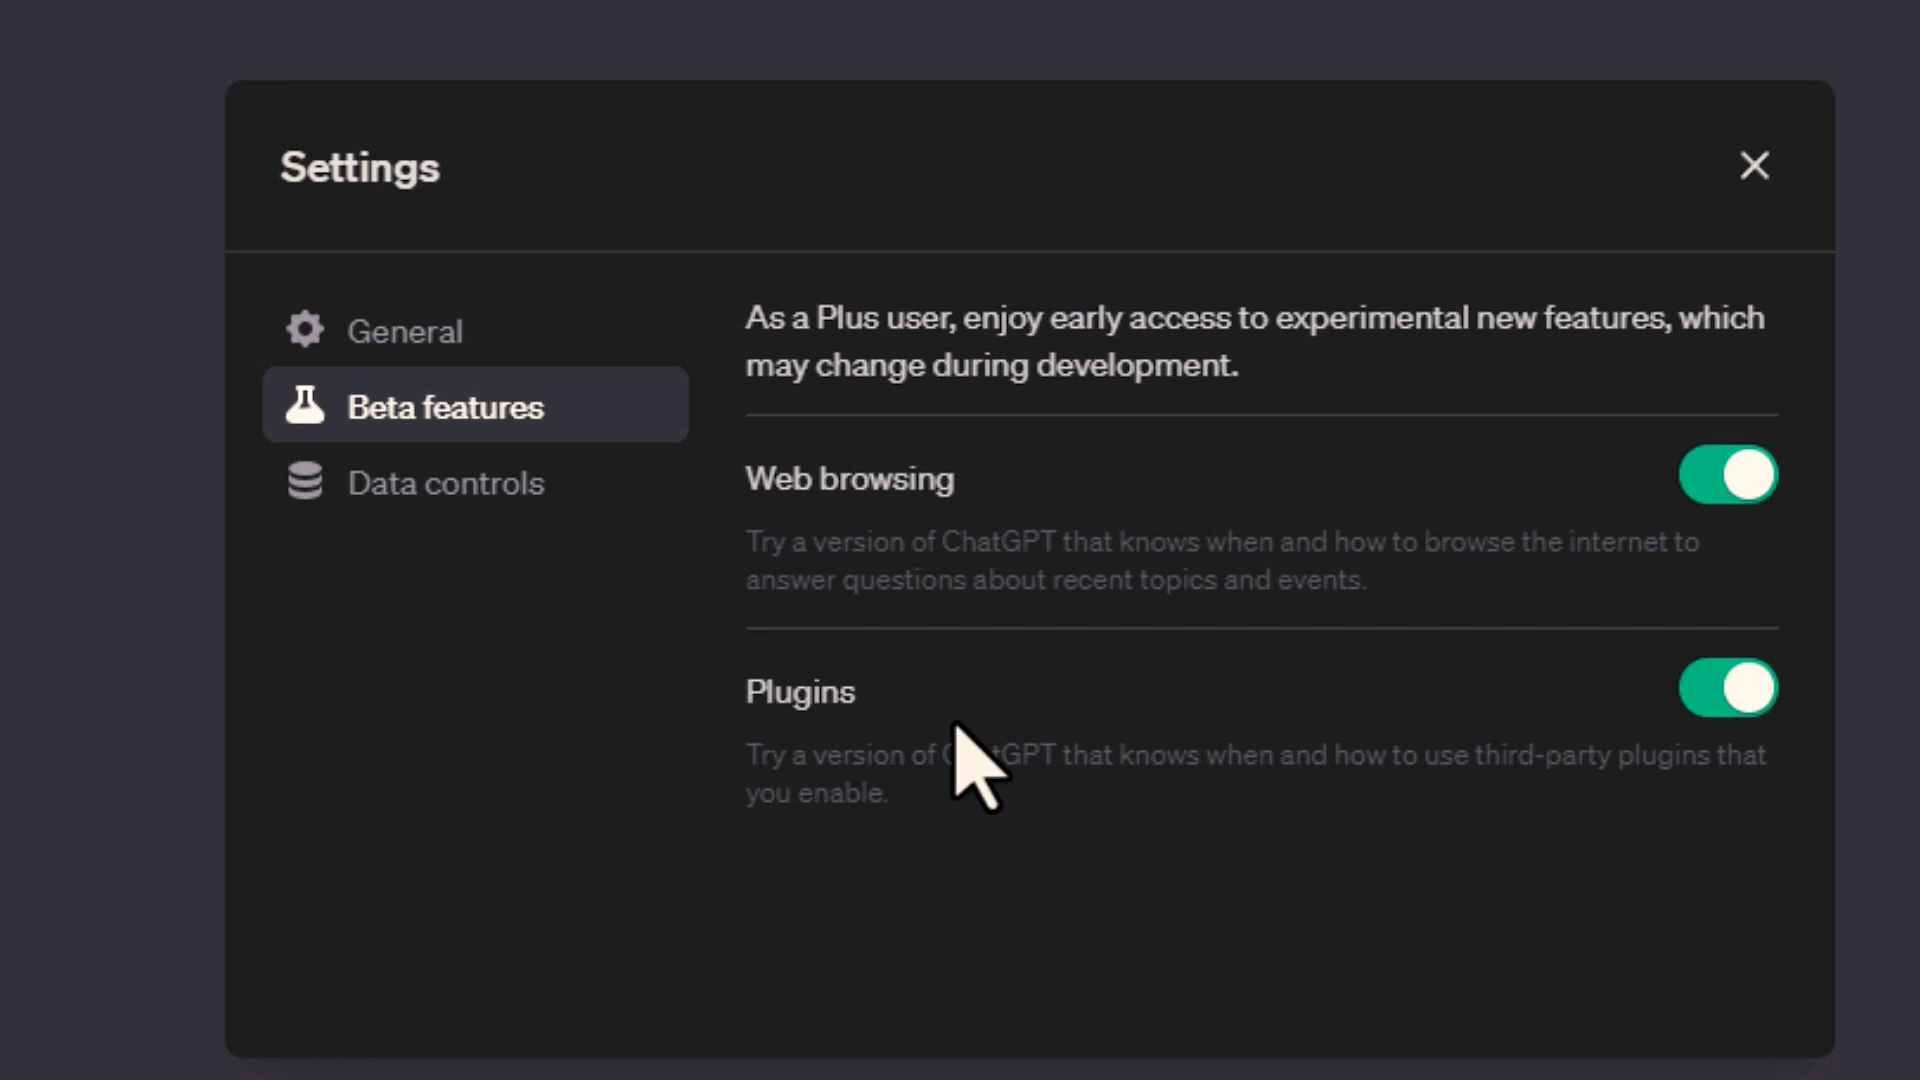 Settings
General
Beta features
Data controls
As a Plus user, enjoy early access to experimental new features, which
may change during development.
Web browsing
Try a version of ChatGPT that knows when and how to browse the internet to
answer questions about recent topics and events.
Plugins
Try a version of ChatGPT that knows when and how to use third-party plugins that
you enable.